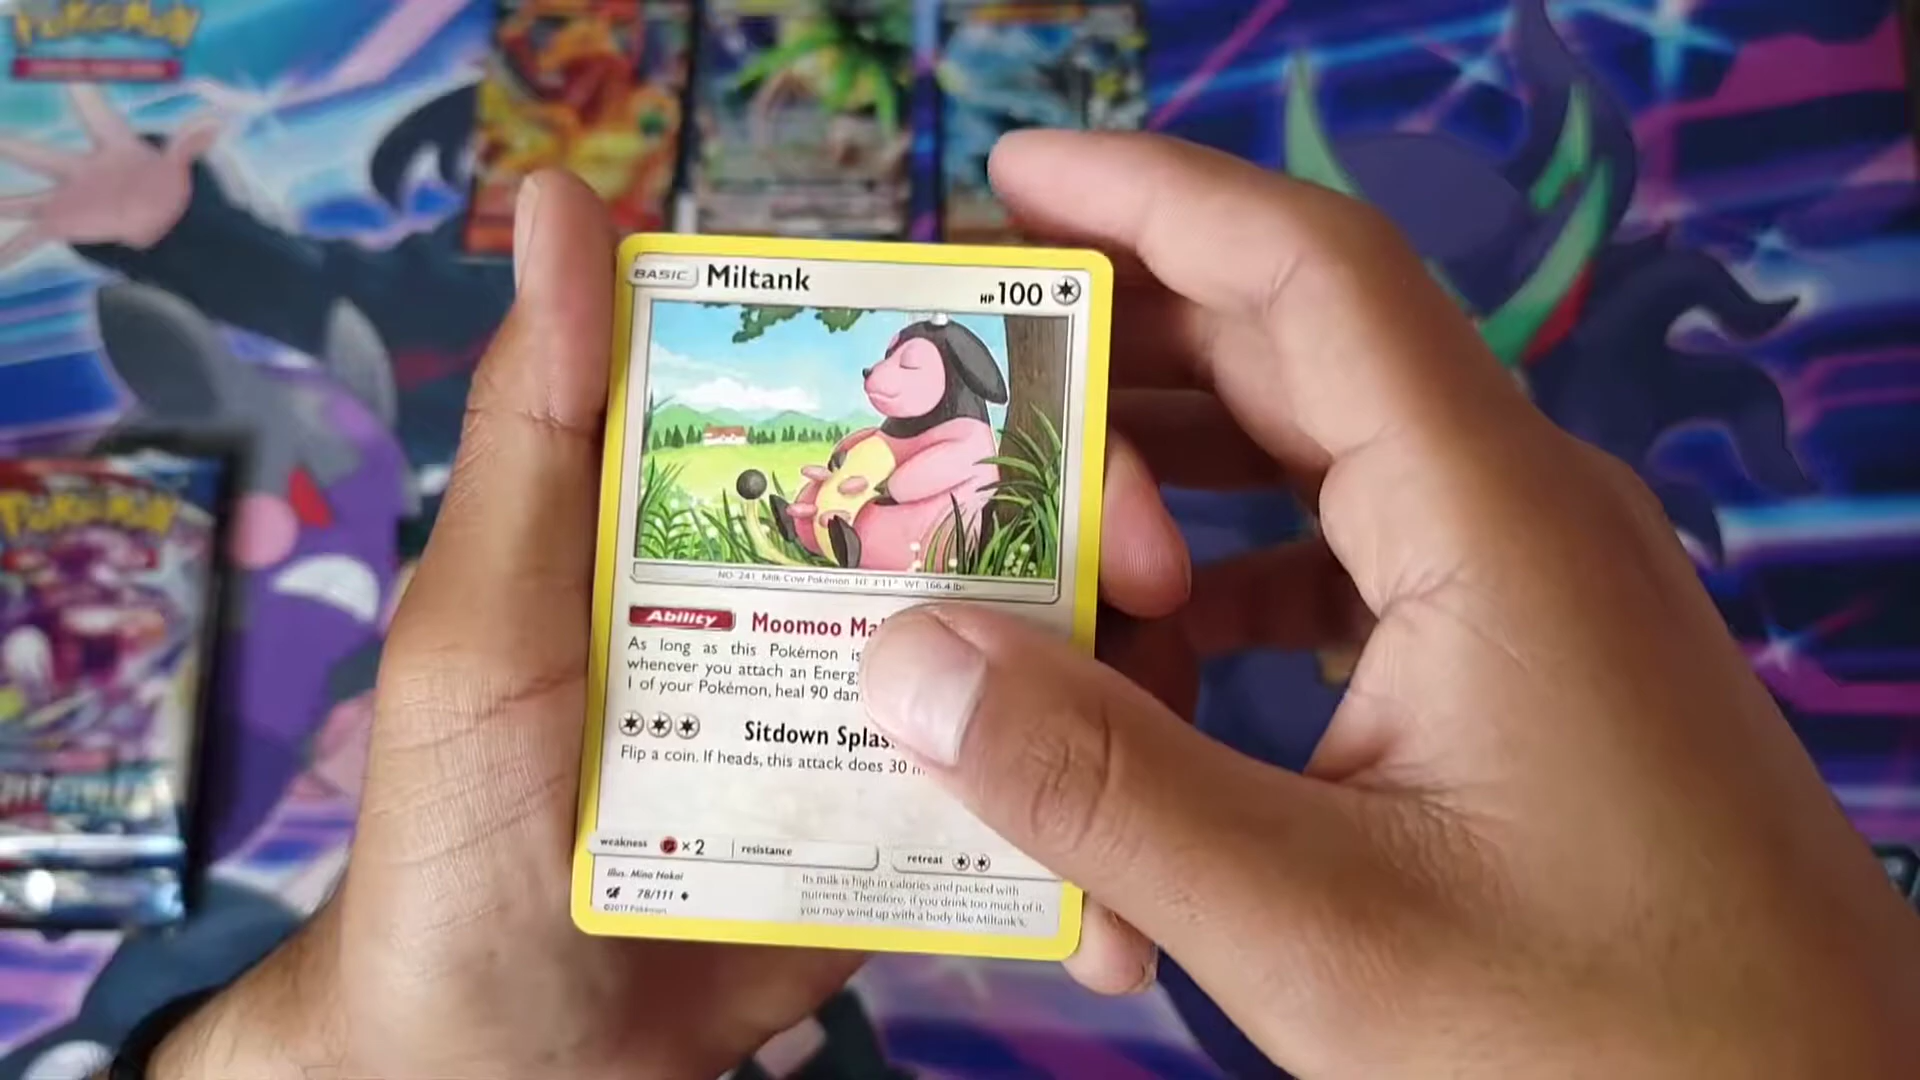 POKEMON
BASIC Miltank HP 100
NO. 241 Milk Cow Pokémon HT 3'11" WT 166.4 lbs.
Ability Moomoo
As long as this Pokémon is
whenever you attach an
1 of your Pokémon, heal 90
Sitdown
Flip a coin. If heads, this attack does 30
weakness ×2 resistance retreat
Illus. Mina Nakai
78/111
©2017 Pokémon
Its milk is high in calories and packed with
nutrients. Therefore, if you drink too much of it,
you may wind up with a body like Miltank's.
POKEMON